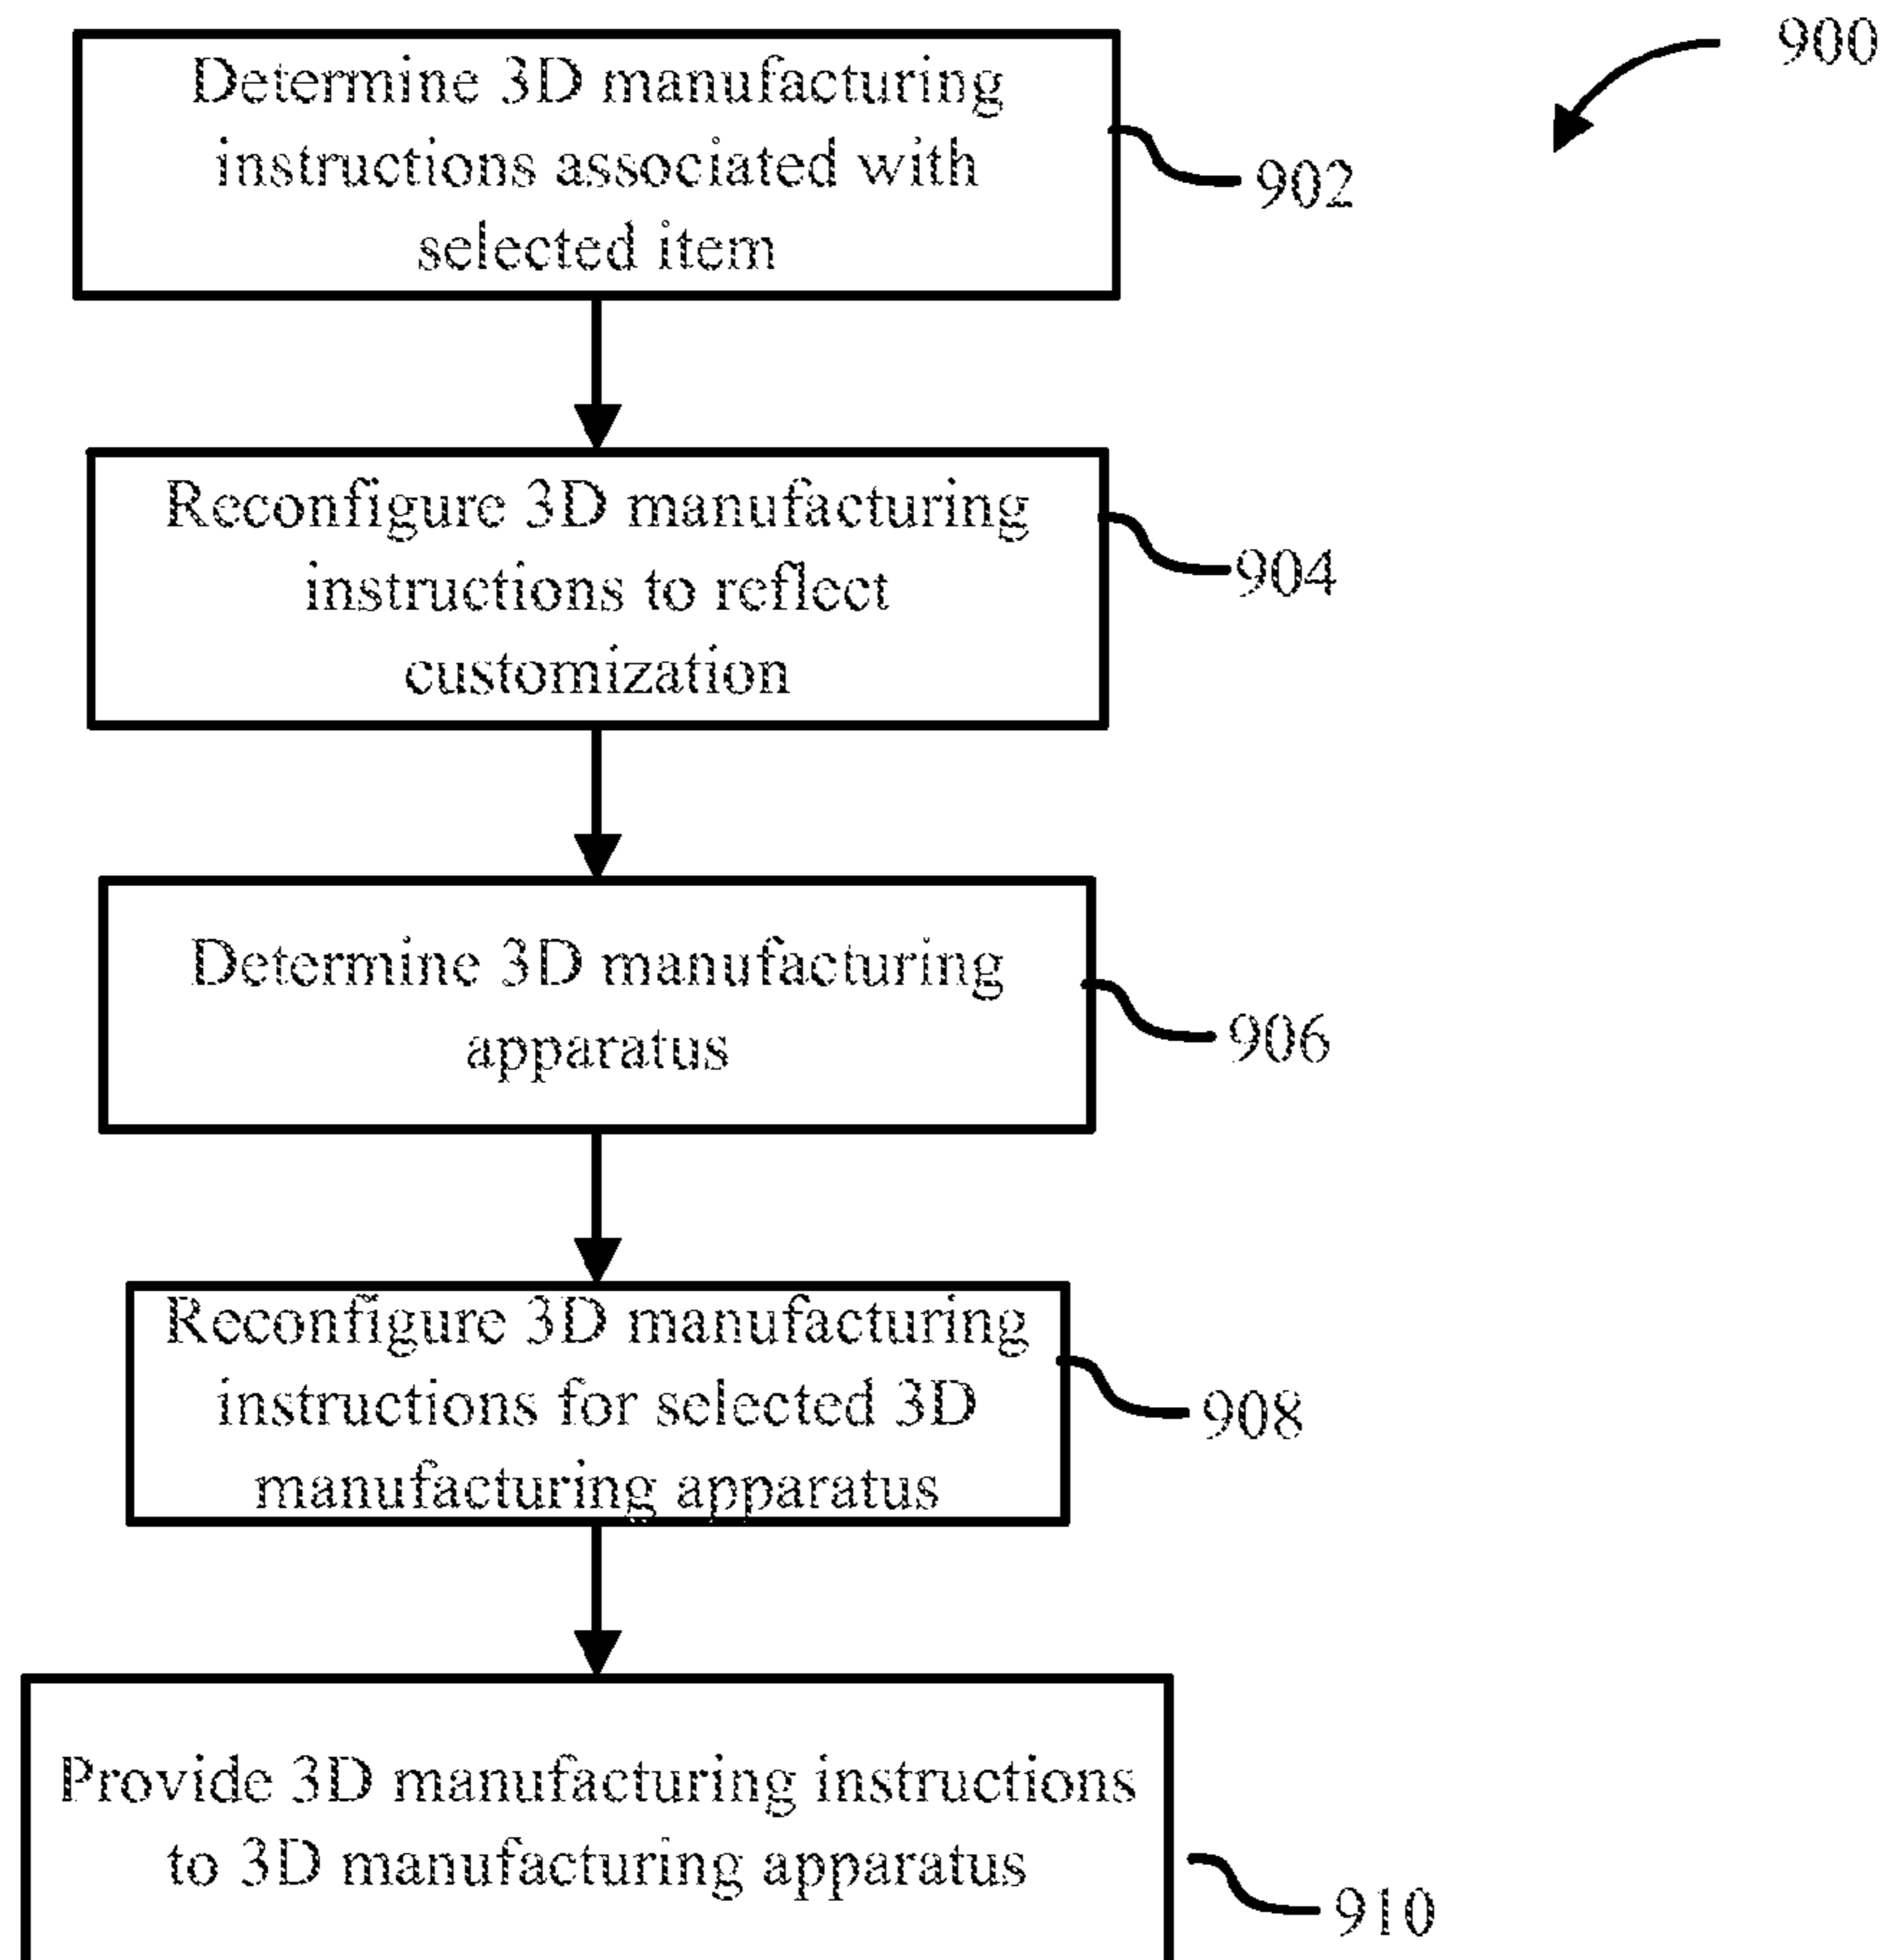 900
Determine 3D manufacturing
instructions associated with
selected item
902
Reconfigure 3D manufacturing
instructions to reflect
customization
904
Determine 3D manufacturing
apparatus
906
Reconfigure 3D manufacturing
instructions for selected 3D
manufacturing apparatus
908
Provide 3D manufacturing instructions
to 3D manufacturing apparatus
910